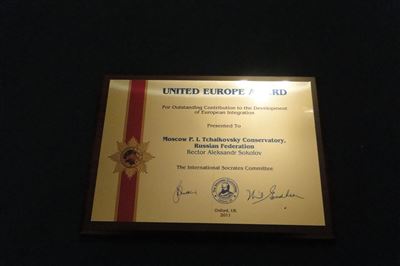 UNITED EUROPE AWARD
For Outstanding Contribution to the Development
of European Integration
Presented To
Moscow P. I. Tchaikovsky Conservatory,
Russian Federation
Rector Aleksandr Sokolov
The International Socrates Committee
Oxford, UK
2011